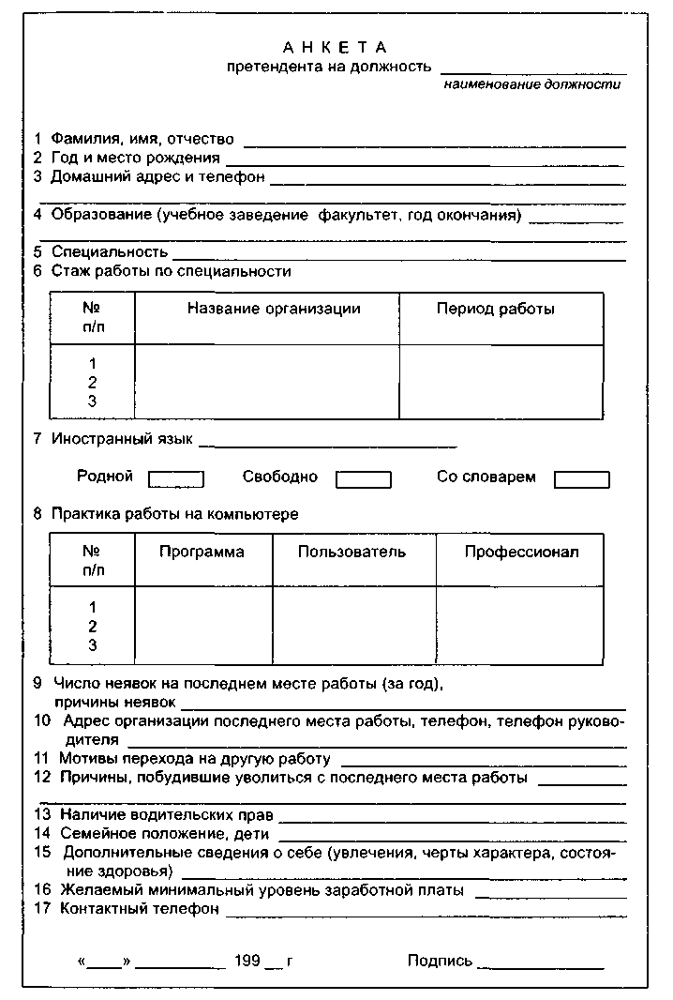 АНКЕТА
претендента на должность ____________
наименование должности
1 Фамилия, имя, отчество ____________
2 Год и место рождения ____________
3 Домашний адрес и телефон ____________
4 Образование (учебное заведение факультет, год окончания) ____________
5 Специальность ____________
6 Стаж работы по специальности
№ Название организации Период работы
п/п
1
2
3
7 Иностранный язык ____________
Родной Свободно Со словарем
8 Практика работы на компьютере
№ Программа Пользователь Профессионал
п/п
1
2
3
9 Число неявок на последнем месте работы (за год),
причины неявок ____________
10 Адрес организации последнего места работы, телефон, телефон руково-
дителя ____________
11 Мотивы перехода на другую работу ____________
12 Причины, побудившие уволиться с последнего места работы ____________
13 Наличие водительских прав ____________
14 Семейное положение, дети ____________
15 Дополнительные сведения о себе (увлечения, черты характера, состоя-
ние здоровья) ____________
16 Желаемый минимальный уровень заработной платы ____________
17 Контактный телефон ____________
«____» __________ 199 __ г Подпись ____________